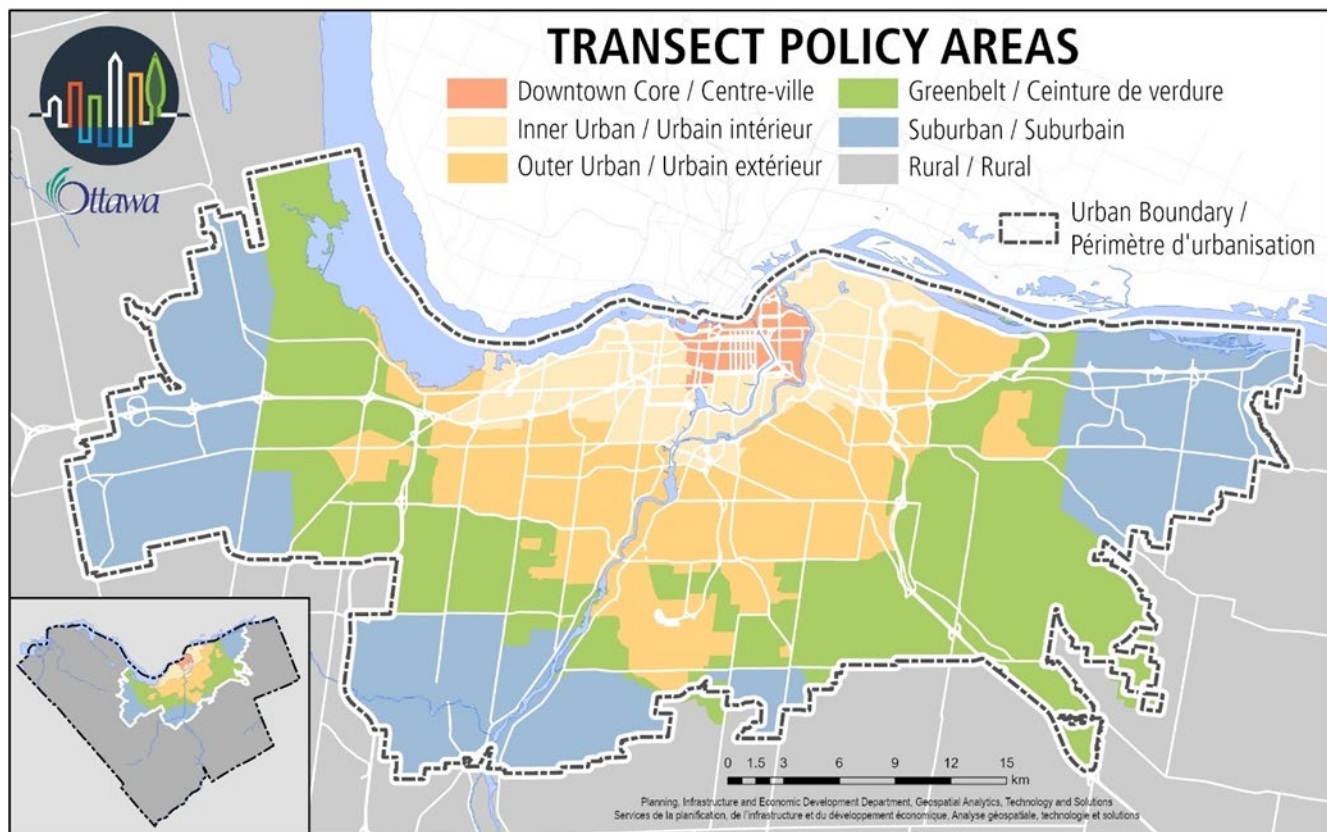 TRANSECT POLICY AREAS
Downtown Core / Centre-ville
Inner Urban / Urbain intérieur
Outer Urban / Urbain extérieur
Greenbelt / Ceinture de verdure
Suburban / Suburbain
Rural / Rural
Urban Boundary /
Périmètre d'urbanisation
Ottawa
0 1.5 3 6 9 12 15
km
Planning, Infrastructure and Economic Development Department, Geospatial Analytics, Technology and Solutions
Services de la planification, de l'infrastructure et du développement économique, Analyse géospatiale, technologie et solutions